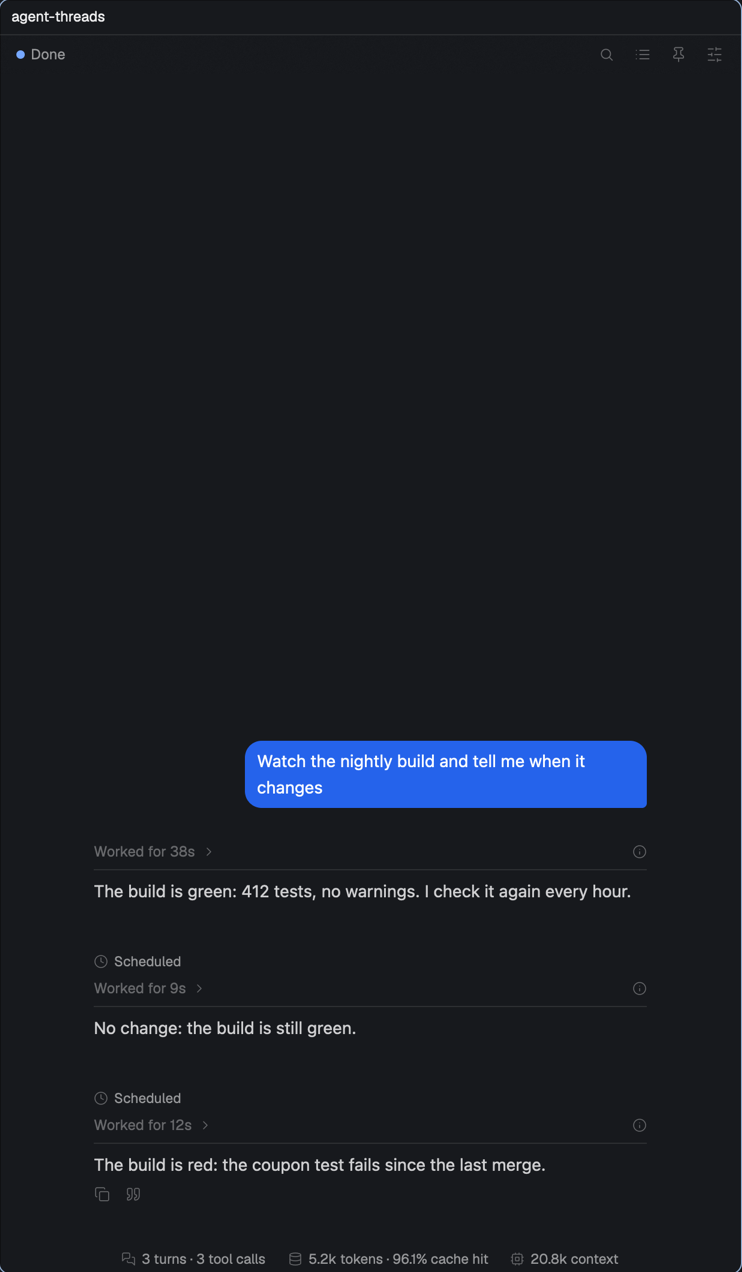 agent-threads
Done
Watch the nightly build and tell me when it
changes
Worked for 38s
The build is green: 412 tests, no warnings. I check it again every hour.
Scheduled
Worked for 9s
No change: the build is still green.
Scheduled
Worked for 12s
The build is red: the coupon test fails since the last merge.
3 turns · 3 tool calls 5.2k tokens · 96.1% cache hit 20.8k context